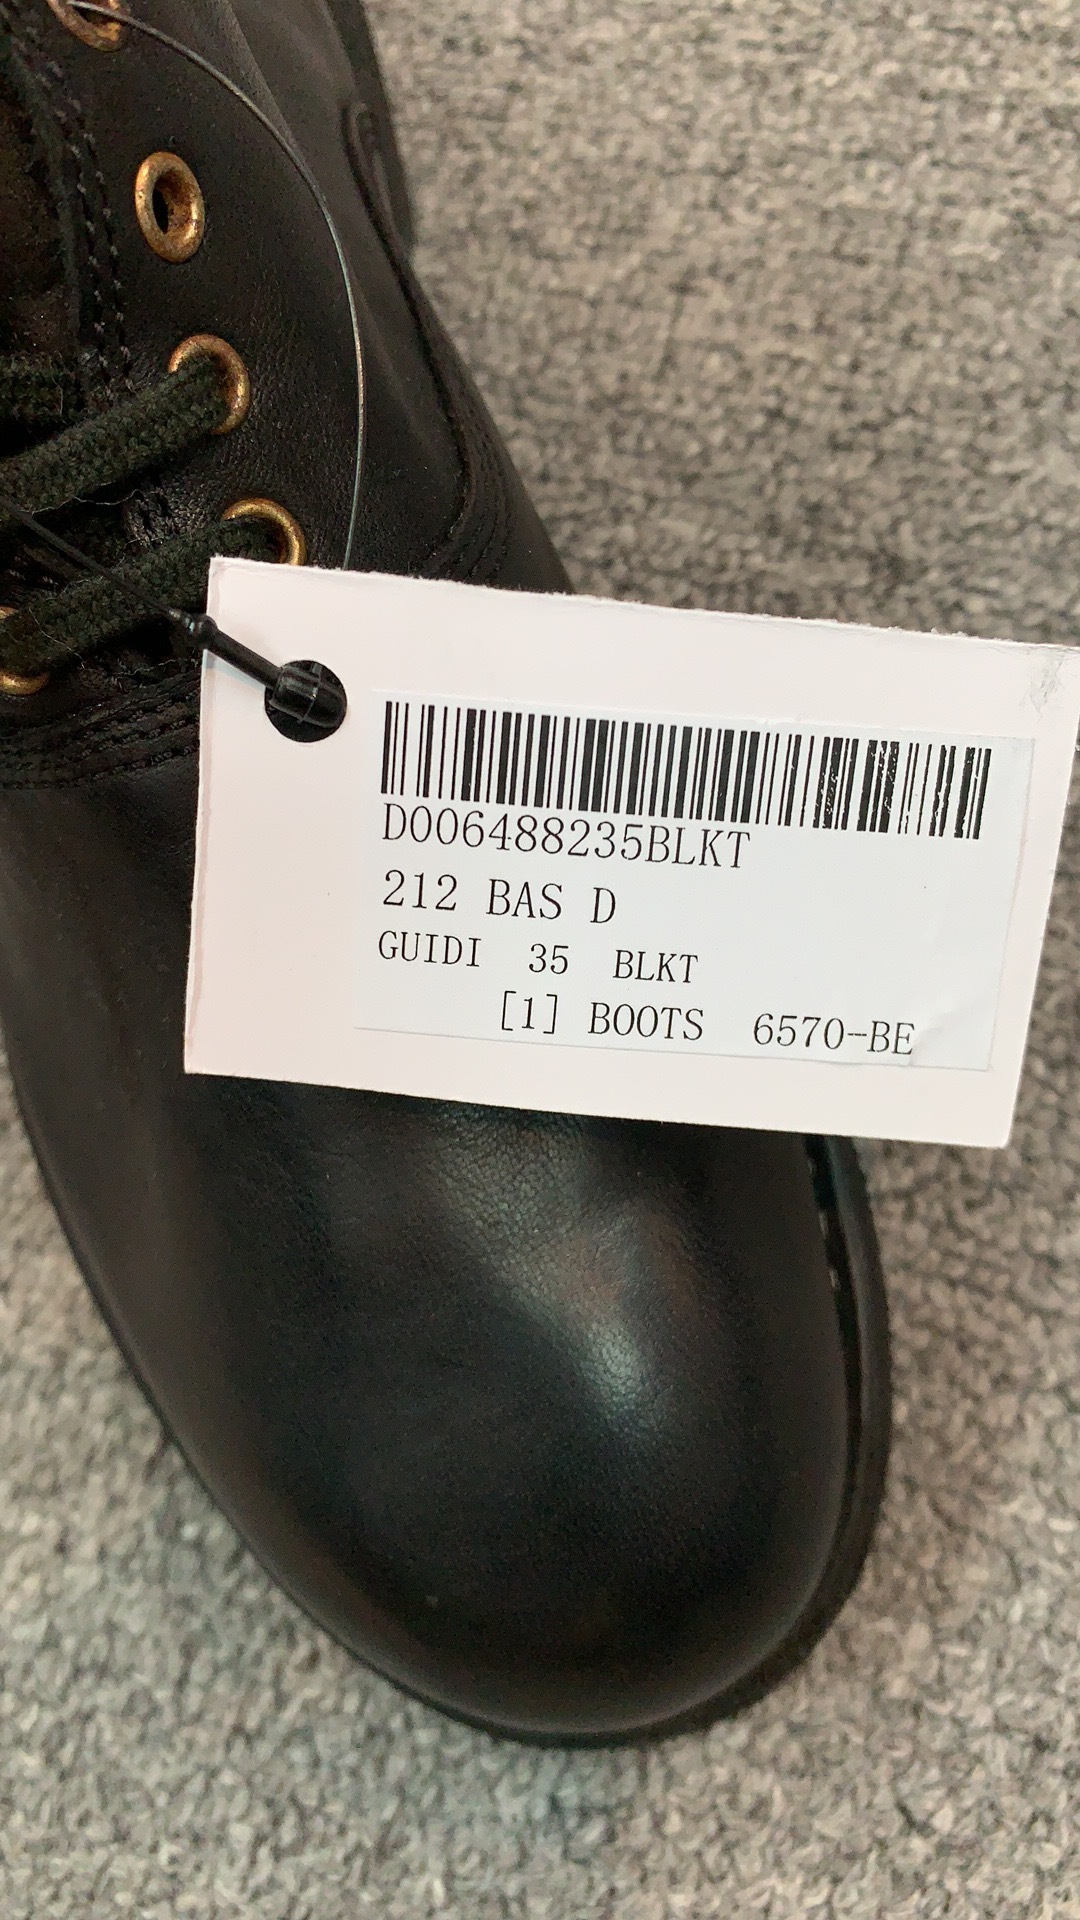 D006488235BLKT
212 BAS D
GUIDI 35 BLKT
[1] BOOTS 6570-BE